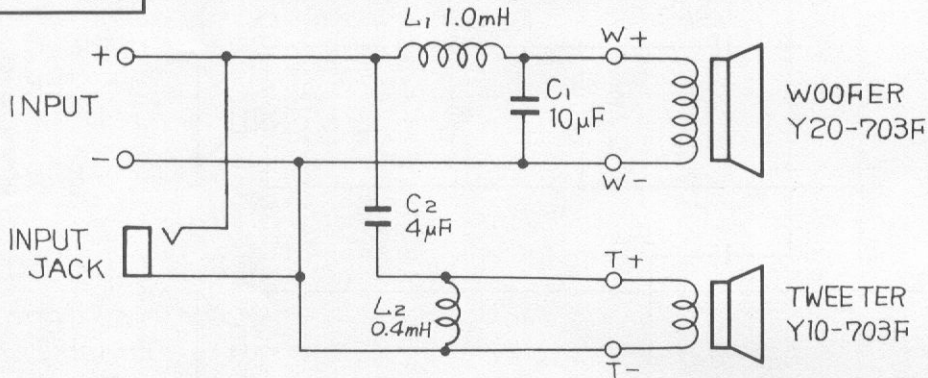 L₁ 1.0mH
+
INPUT
-
C₁
10μF
W+
W-
WOOFER
Y20-703F
INPUT
JACK
C₂
4μF
L₂
0.4mH
T+
T-
TWEETER
Y10-703F